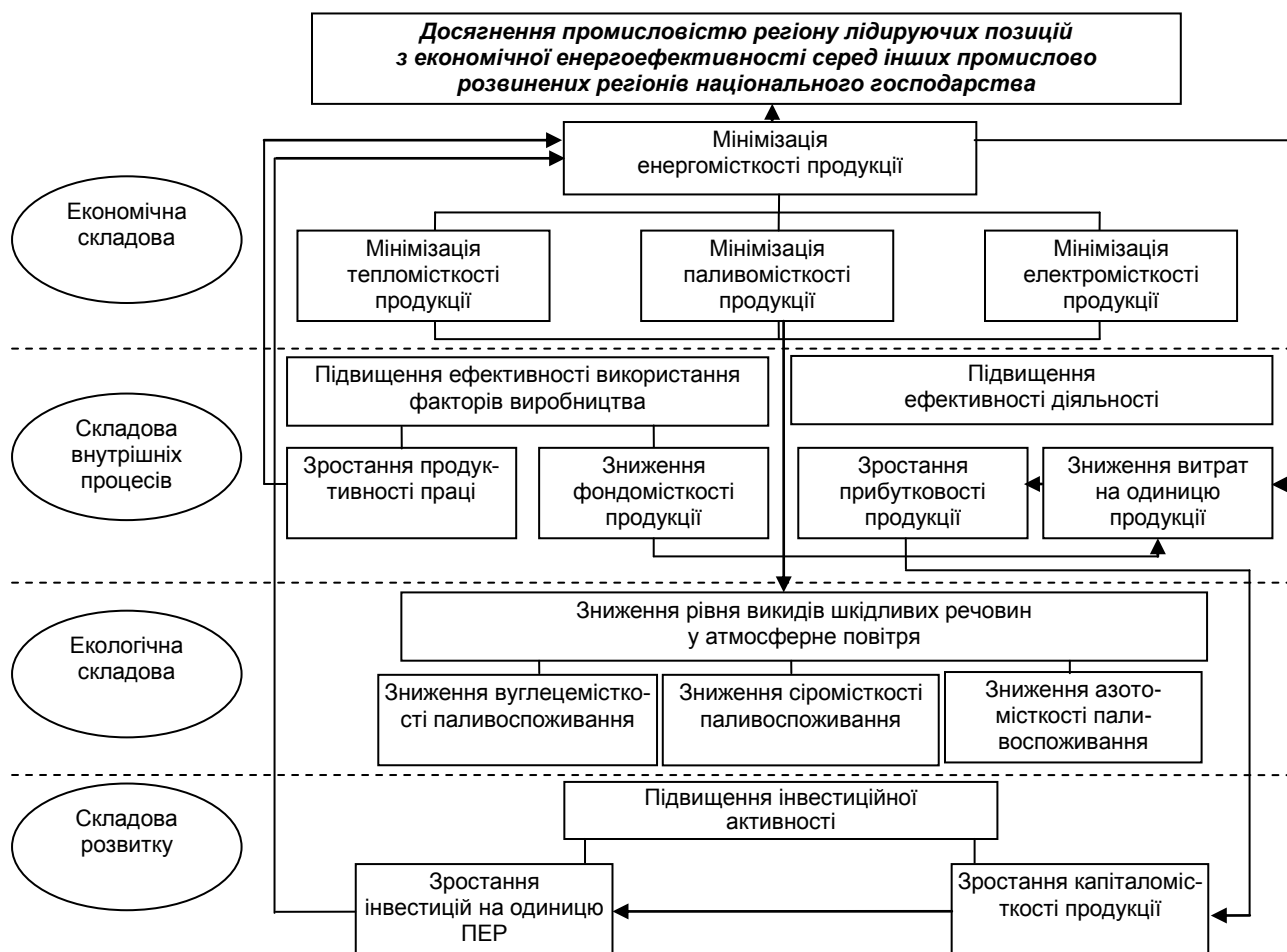 Досягнення промисловістю регіону лідируючих позицій
з економічної енергоефективності серед інших промислово
розвинених регіонів національного господарства
Мінімізація
енергомісткості продукції
Економічна
складова
Мінімізація
тепломісткості
продукції
Мінімізація
паливомісткості
продукції
Мінімізація
електромісткості
продукції
Підвищення ефективності використання
факторів виробництва
Підвищення
ефективності діяльності
Складова
внутрішніх
процесів
Зростання продук-
тивності праці
Зниження
фондомісткості
продукції
Зростання
прибутковості
продукції
Зниження витрат
на одиницю
продукції
Зниження рівня викидів шкідливих речовин
у атмосферне повітря
Екологічна
складова
Зниження вуглецемістко-
сті паливоспоживання
Зниження сіромісткості
паливоспоживання
Зниження азото-
місткості пали-
воспоживання
Підвищення інвестиційної
активності
Складова
розвитку
Зростання
інвестицій на одиницю
ПЕР
Зростання капіталоміс-
ткості продукції